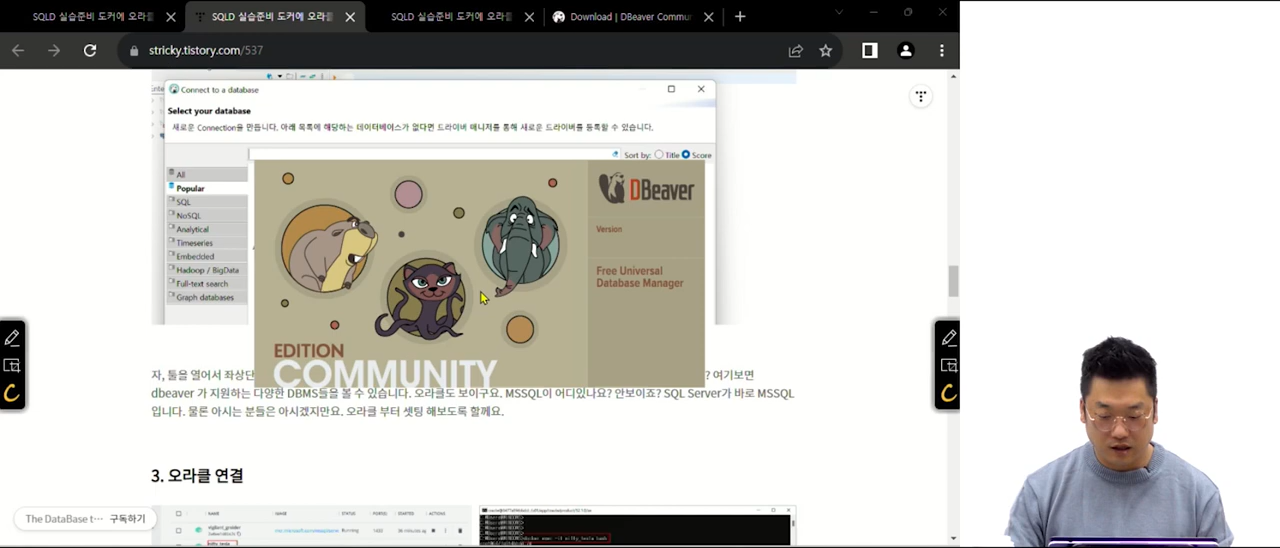 SQLD 실습준비 도커에 오라클
SQLD 실습준비 도커에 오라클
SQLD 실습준비 도커에 오라클
Download | DBeaver Commun
stricky.tistory.com/537
Connect to a database
Select your database
새로운 Connection을 만듭니다. 아래 목록에 해당하는 데이터베이스가 없다면 드라이버 매니저를 통해 새로운 드라이버를 등록할 수 있습니다.
Sort by: Title Score
All
Popular
SQL
NoSQL
Analytical
Timeseries
Embedded
Hadoop / BigData
Full-text search
Graph databases
DBeaver
Version
Free Universal
Database Manager
EDITION
COMMUNITY
자, 툴을 열어서 좌상단
? 여기보면
dbeaver 가 지원하는 다양한 DBMS들을 볼 수 있습니다. 오라클도 보이구요. MSSQL이 어디있나요? 안보이죠? SQL Server가 바로 MSSQL
입니다. 물론 아시는 분들은 아시겠지만요. 오라클 부터 셋팅 해보도록 할께요.
3. 오라클 연결
The DataBase t… 구독하기
NAME
STATUS
STARTED
ACTIONS
Running